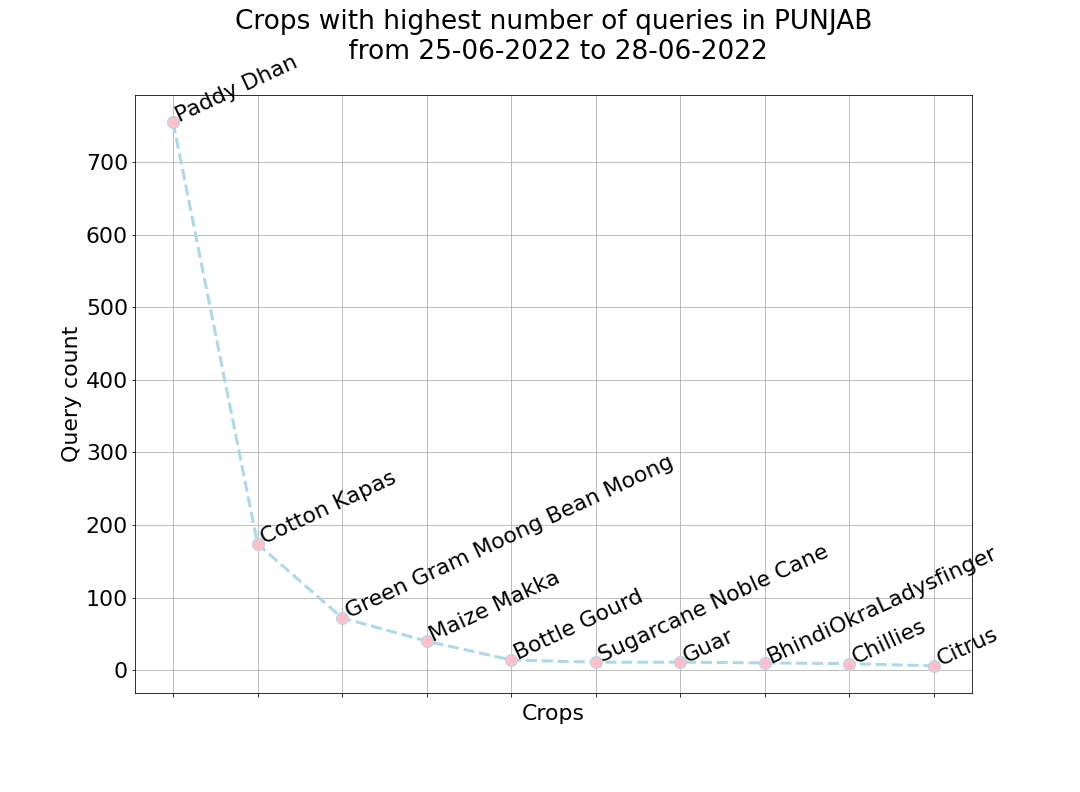 Crops with highest number of queries in PUNJAB
from 25-06-2022 to 28-06-2022
Paddy Dhan
700
600
500
400
300
200
100
0
Query count
Cotton Kapas
Green Gram Moong Bean Moong
Maize Makka
Bottle Gourd
Sugarcane Noble Cane
Guar
BhindiOkraLadysfinger
Chillies
Citrus
Crops